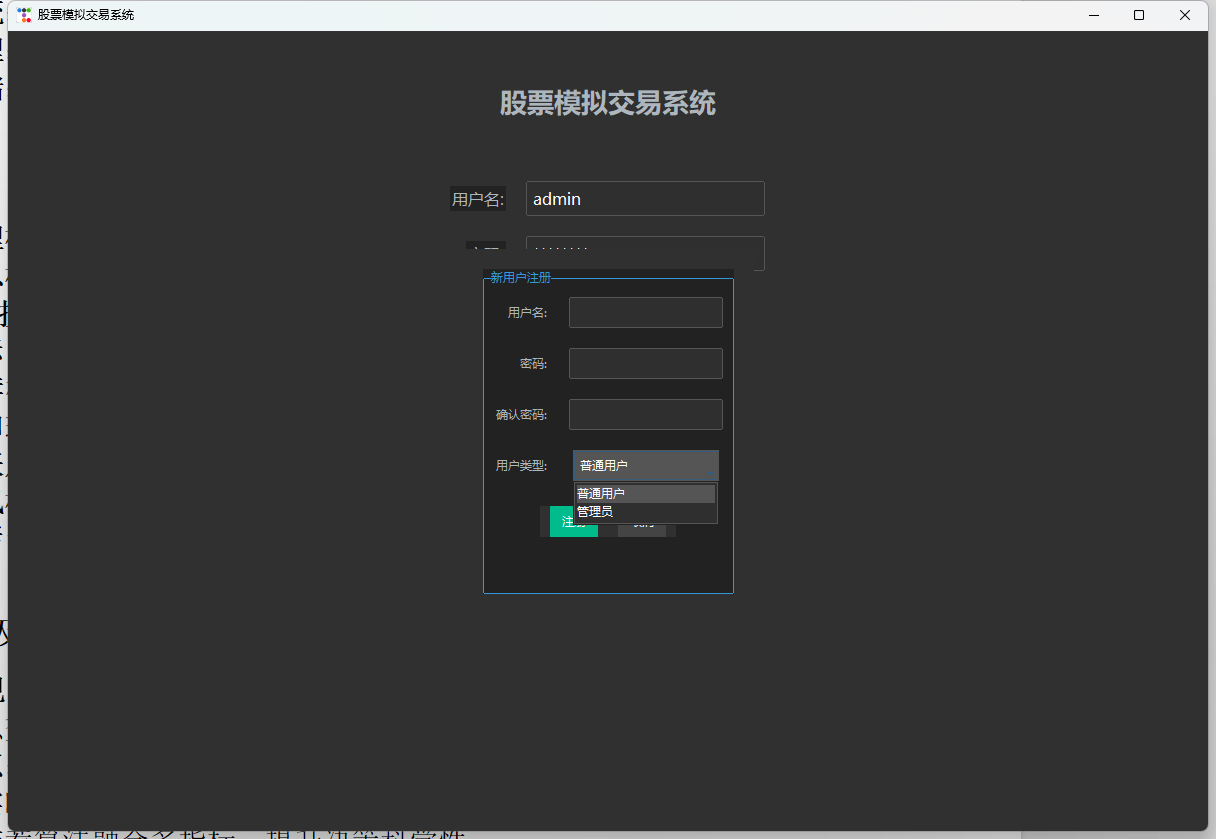 股票模拟交易系统
股票模拟交易系统
用户名:
admin
新用户注册
用户名:
密码:
确认密码:
用户类型:
普通用户
普通用户
管理员